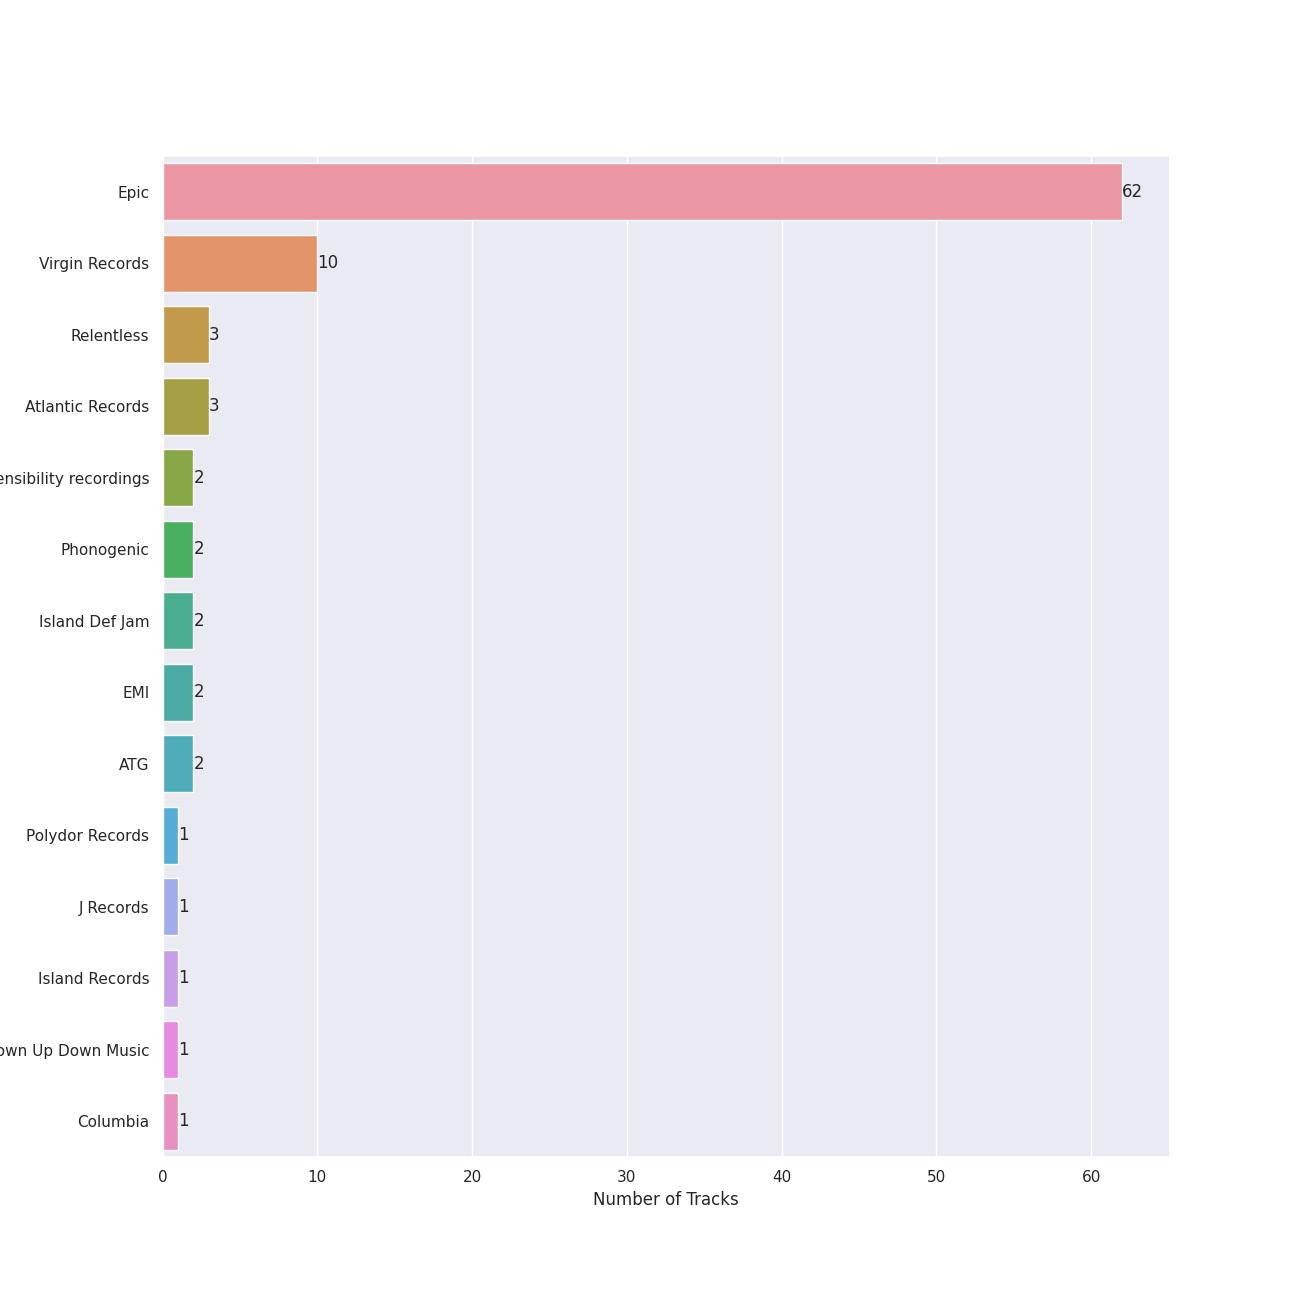 Epic 62
Virgin Records 10
Relentless 3
Atlantic Records 3
recordings 2
Phonogenic 2
Island Def Jam 2
EMI 2
ATG 2
Polydor Records 1
J Records 1
Island Records 1
Up Down Music 1
Columbia 1
0 10 20 30 40 50 60
Number of Tracks